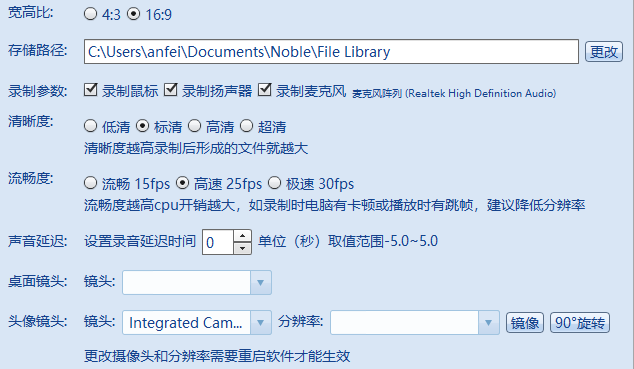 宽高比: 4:3 16:9
存储路径: C:\Users\anfei\Documents\Noble\File Library 更改
录制参数: 录制鼠标 录制扬声器 录制麦克风 麦克风阵列 (Realtek High Definition Audio)
清晰度: 低清 标清 高清 超清
清晰度越高录制后形成的文件就越大
流畅度: 流畅 15fps 高速 25fps 极速 30fps
流畅度越高cpu开销越大，如录制时电脑有卡顿或播放时有跳帧，建议降低分辨率
声音延迟: 设置录音延迟时间 0 单位（秒）取值范围-5.0~5.0
桌面镜头: 镜头:
头像镜头: 镜头: Integrated Cam... 分辨率: 镜像 90°旋转
更改摄像头和分辨率需要重启软件才能生效